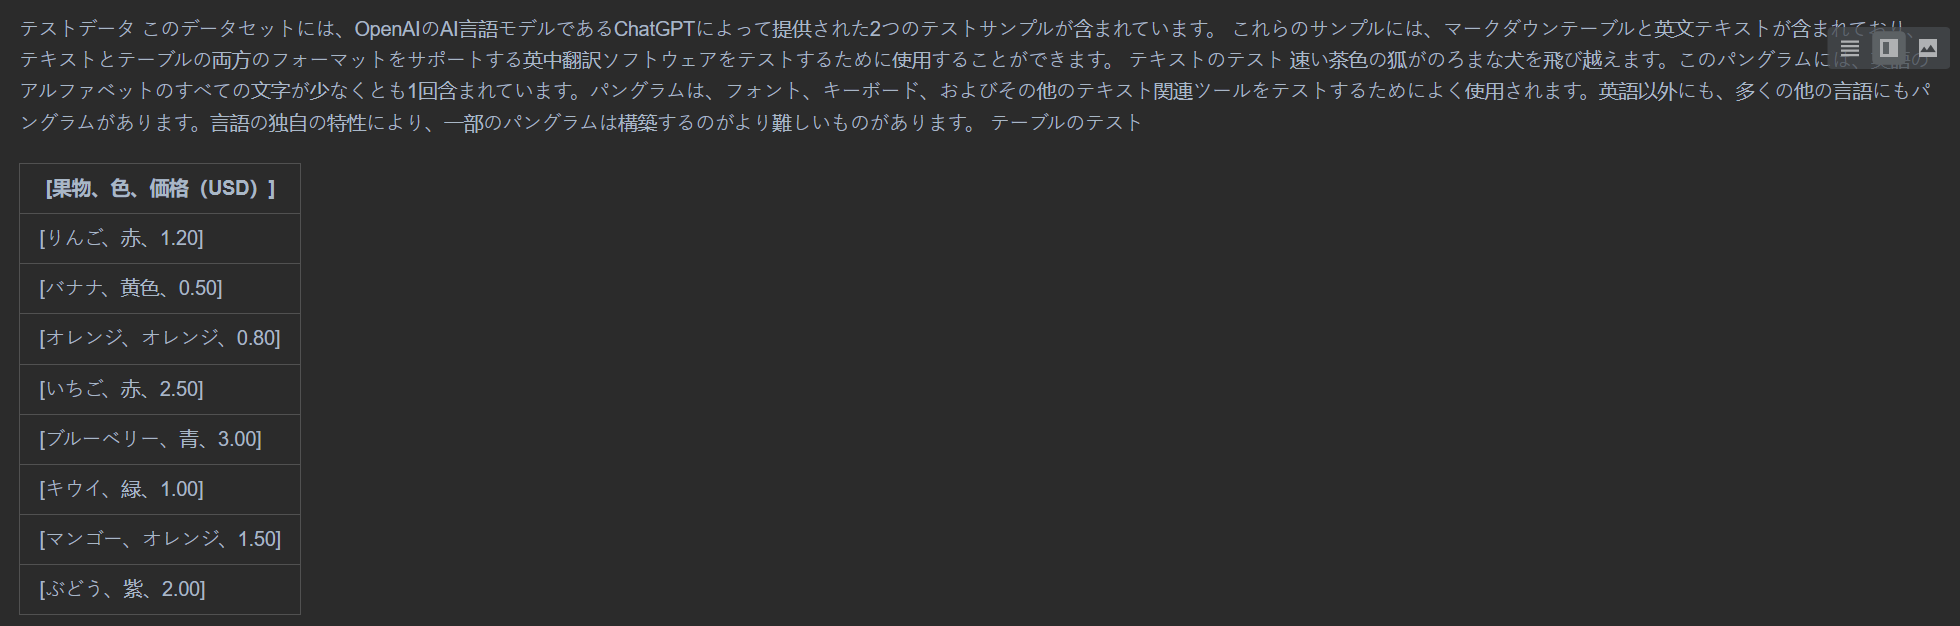 テストデータ このデータセットには、OpenAIのAI言語モデルであるChatGPTによって提供された2つのテストサンプルが含まれています。 これらのサンプルには、マークダウンテーブルと英文テキストが含まれており、
テキストとテーブルの両方のフォーマットをサポートする英中翻訳ソフトウェアをテストするために使用することができます。 テキストのテスト 速い茶色の狐がのろまな犬を飛び越えます。このパングラムには、英語の
アルファベットのすべての文字が少なくとも1回含まれています。パングラムは、フォント、キーボード、およびその他のテキスト関連ツールをテストするためによく使用されます。英語以外にも、多くの他の言語にもパ
ングラムがあります。言語の独自の特性により、一部のパングラムは構築するのがより難しいものがあります。 テーブルのテスト
[果物、色、価格（USD）]
[りんご、赤、1.20]
[バナナ、黄色、0.50]
[オレンジ、オレンジ、0.80]
[いちご、赤、2.50]
[ブルーベリー、青、3.00]
[キウイ、緑、1.00]
[マンゴー、オレンジ、1.50]
[ぶどう、紫、2.00]